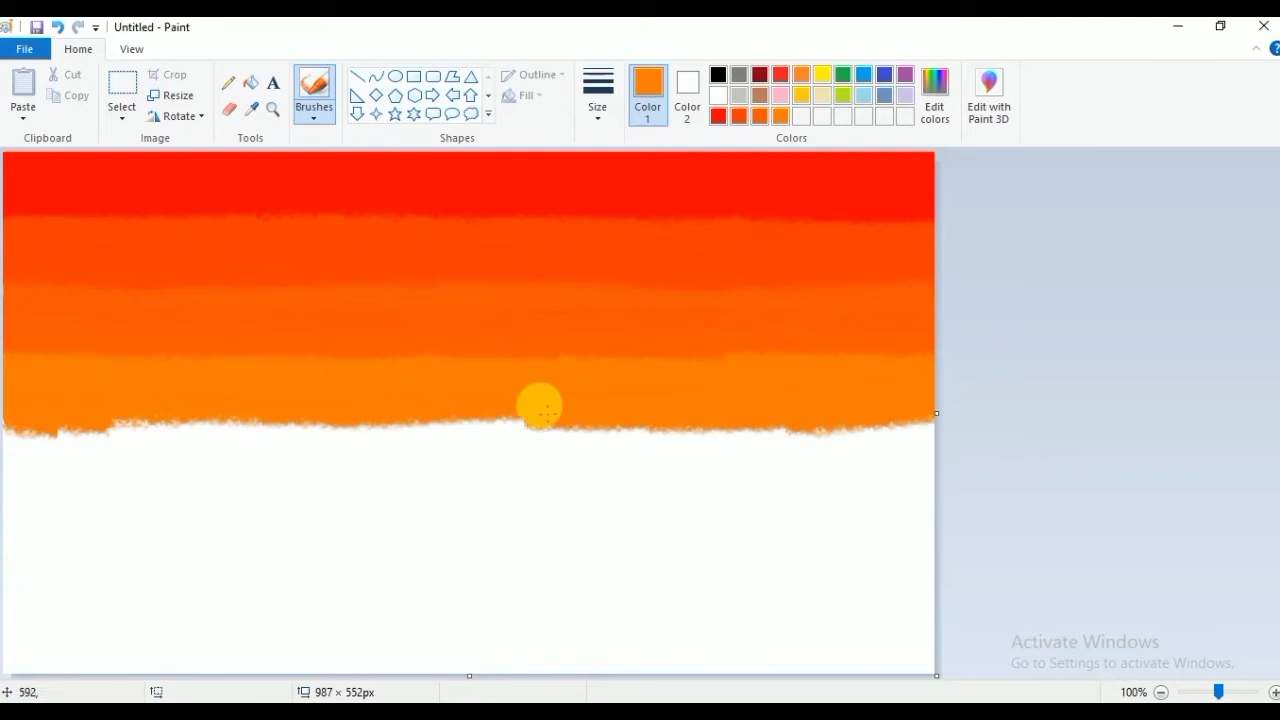 Untitled - Paint
File Home View
Paste
Cut
Copy
Clipboard
Select
Crop
Resize
Rotate
Image
Tools
Brushes
Shapes
Outline
Fill
Size
Color 1
Color 2
Edit colors
Colors
Edit with Paint 3D
Activate Windows
Go to Settings to activate Windows.
592,
987 × 552px
100%